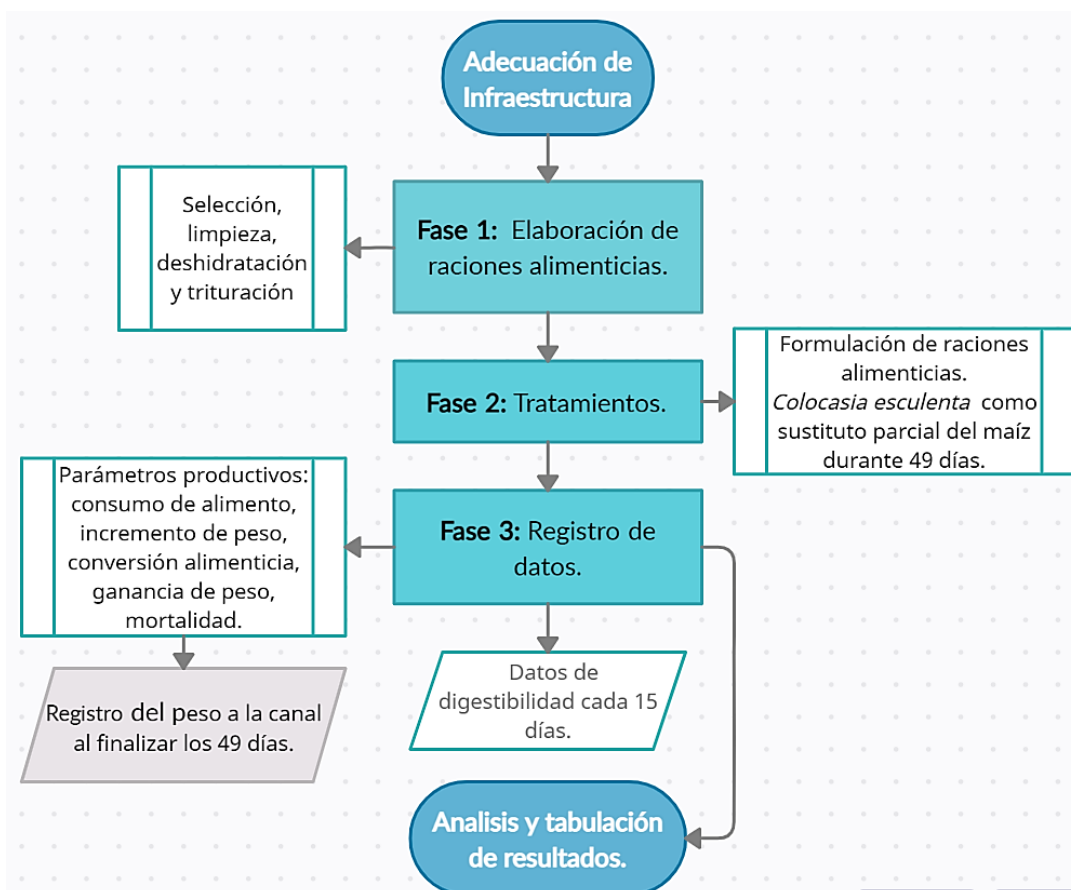 Adecuación de
Infraestructura
Selección,
limpieza,
deshidratación
y trituración
Fase 1: Elaboración de
raciones alimenticias.
Fase 2: Tratamientos.
Formulación de raciones
alimenticias.
Colocasia esculenta como
sustituto parcial del maíz
durante 49 días.
Parámetros productivos:
consumo de alimento,
incremento de peso,
conversión alimenticia,
ganancia de peso,
mortalidad.
Fase 3: Registro de
datos.
Registro del peso a la canal
al finalizar los 49 días.
Datos de
digestibilidad cada 15
días.
Analisis y tabulación
de resultados.